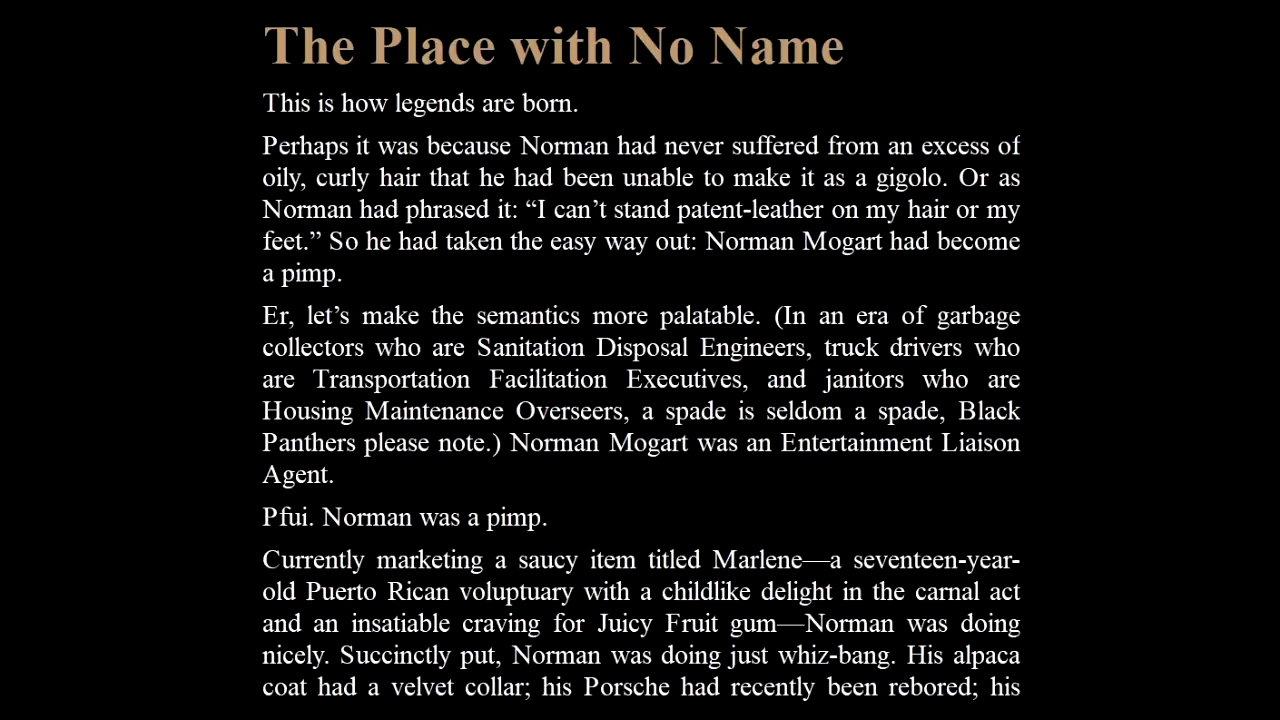 The Place with No Name
This is how legends are born.
Perhaps it was because Norman had never suffered from an excess of
oily, curly hair that he had been unable to make it as a gigolo. Or as
Norman had phrased it: “I can’t stand patent-leather on my hair or my
feet.” So he had taken the easy way out: Norman Mogart had become
a pimp.
Er, let’s make the semantics more palatable. (In an era of garbage
collectors who are Sanitation Disposal Engineers, truck drivers who
are Transportation Facilitation Executives, and janitors who are
Housing Maintenance Overseers, a spade is seldom a spade, Black
Panthers please note.) Norman Mogart was an Entertainment Liaison
Agent.
Pfui. Norman was a pimp.
Currently marketing a saucy item titled Marlene—a seventeen-year-
old Puerto Rican voluptuary with a childlike delight in the carnal act
and an insatiable craving for Juicy Fruit gum—Norman was doing
nicely. Succinctly put, Norman was doing just whiz-bang. His alpaca
coat had a velvet collar; his Porsche had recently been rebored; his